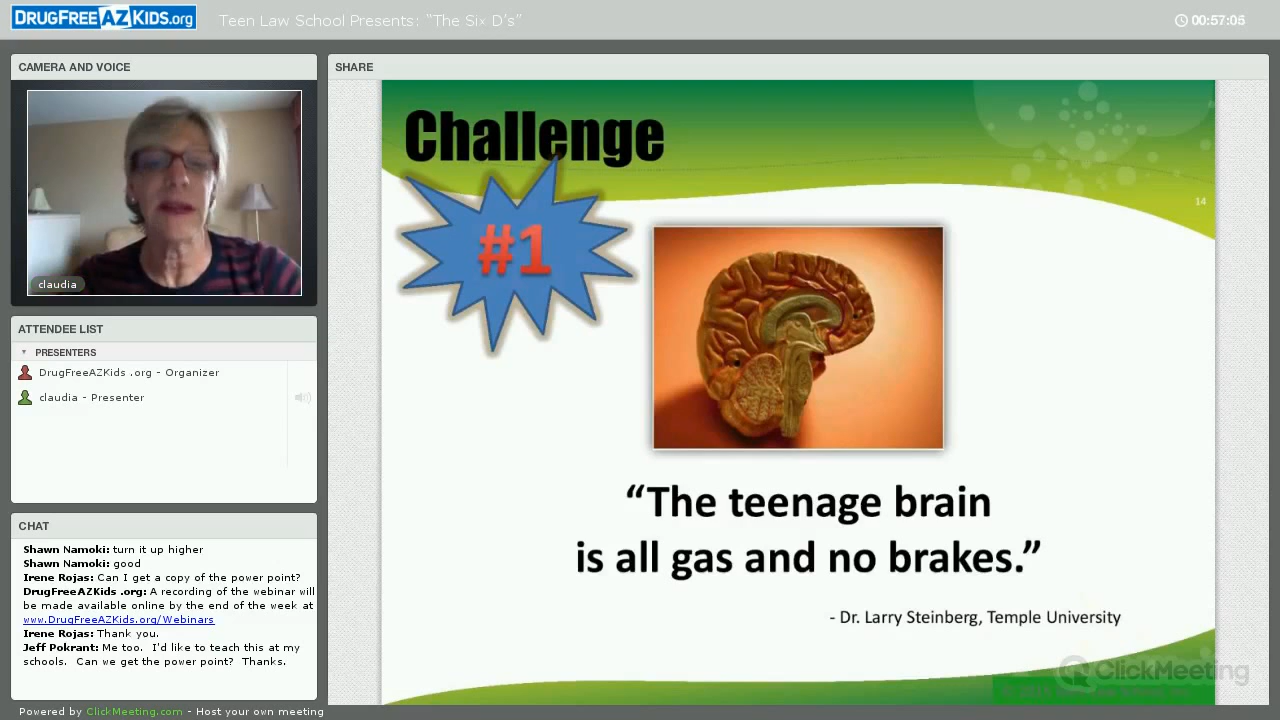 DRUGFREEAZKIDS.org
Teen Law School Presents: “The Six D’s”
00:57:05
CAMERA AND VOICE
claudia
ATTENDEE LIST
PRESENTERS
DrugFreeAZKids .org - Organizer
claudia - Presenter
CHAT
Shawn Namoki: turn it up higher
Shawn Namoki: good
Irene Rojas: Can I get a copy of the power point?
DrugFreeAZKids .org: A recording of the webinar will
be made available online by the end of the week at
www.DrugFreeAZKids.org/Webinars
Irene Rojas: Thank you.
Jeff Pokrant: Me too. I'd like to teach this at my
schools. Can we get the power point? Thanks.
Powered by ClickMeeting.com - Host your own meeting
SHARE
Challenge
#1
14
“The teenage brain
is all gas and no brakes.”
- Dr. Larry Steinberg, Temple University
ClickMeeting